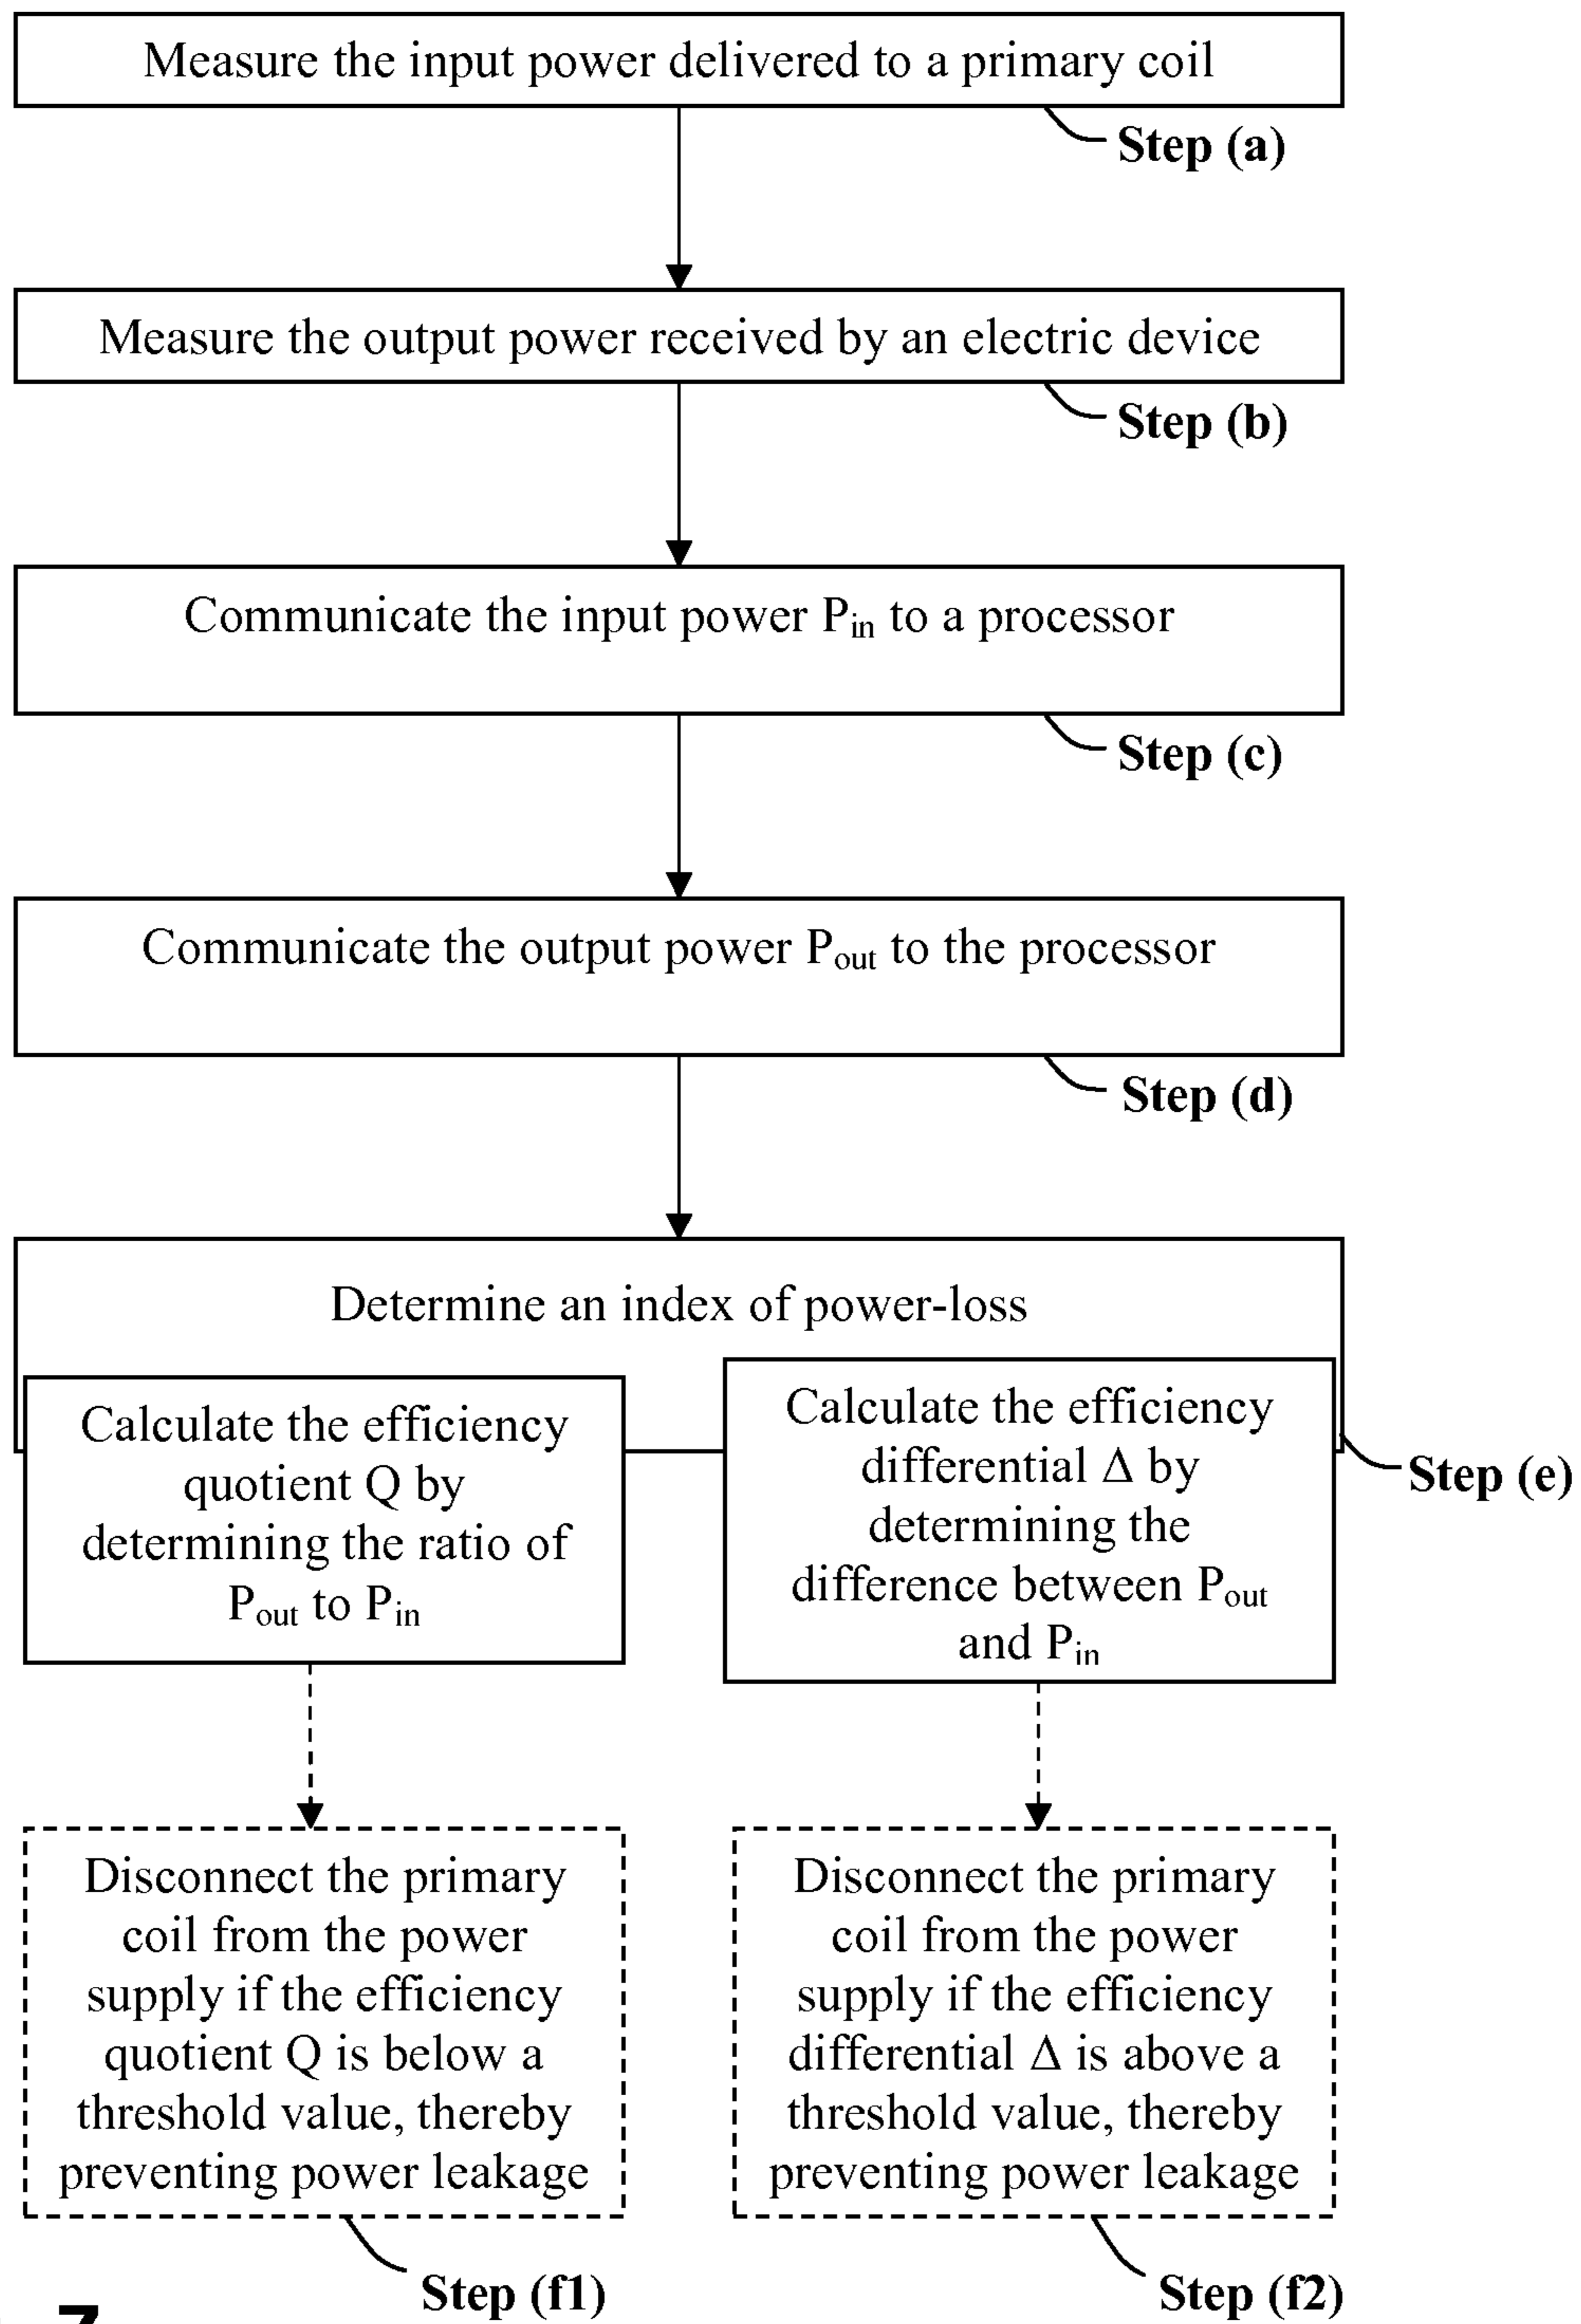 Measure the input power delivered to a primary coil
Step (a)
Measure the output power received by an electric device
Step (b)
Communicate the input power Pin to a processor
Step (c)
Communicate the output power Pout to the processor
Step (d)
Determine an index of power-loss
Calculate the efficiency
quotient Q by
determining the ratio of
Pout to Pin
Calculate the efficiency
differential Δ by
determining the
difference between Pout
and Pin
Step (e)
Disconnect the primary
coil from the power
supply if the efficiency
quotient Q is below a
threshold value, thereby
preventing power leakage
Step (f1)
Disconnect the primary
coil from the power
supply if the efficiency
differential Δ is above a
threshold value, thereby
preventing power leakage
Step (f2)